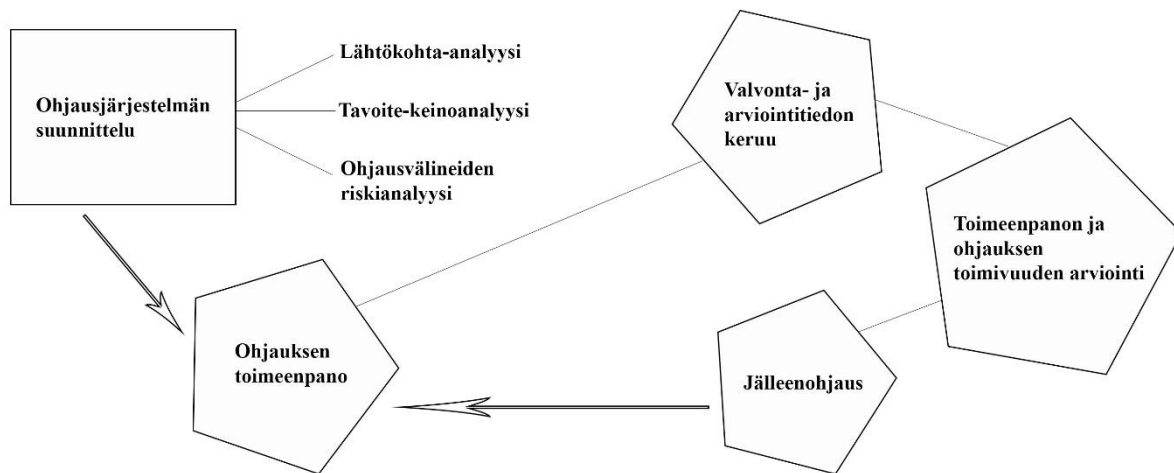 Ohjausjärjestelmän
suunnittelu
Lähtökohta-analyysi
Tavoite-keinoanalyysi
Ohjausvälineiden
riskianalyysi
Valvonta- ja
arviointitiedon
keruu
Toimeenpanon ja
ohjauksen
toimivuuden arviointi
Ohjauksen
toimeenpano
Jälleenohjaus